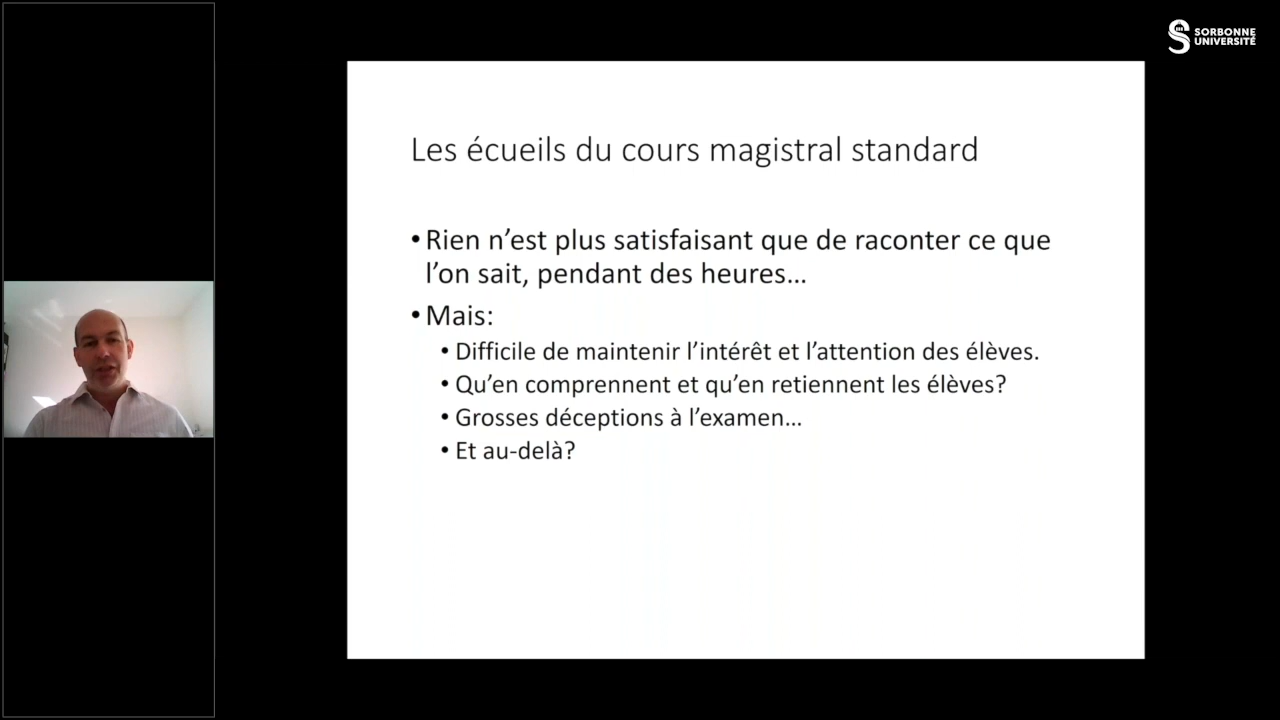 SORBONNE
UNIVERSITÉ
Les écueils du cours magistral standard
•Rien n’est plus satisfaisant que de raconter ce que
l’on sait, pendant des heures…
•Mais:
• Difficile de maintenir l’intérêt et l’attention des élèves.
• Qu’en comprennent et qu’en retiennent les élèves?
• Grosses déceptions à l’examen…
• Et au-delà?